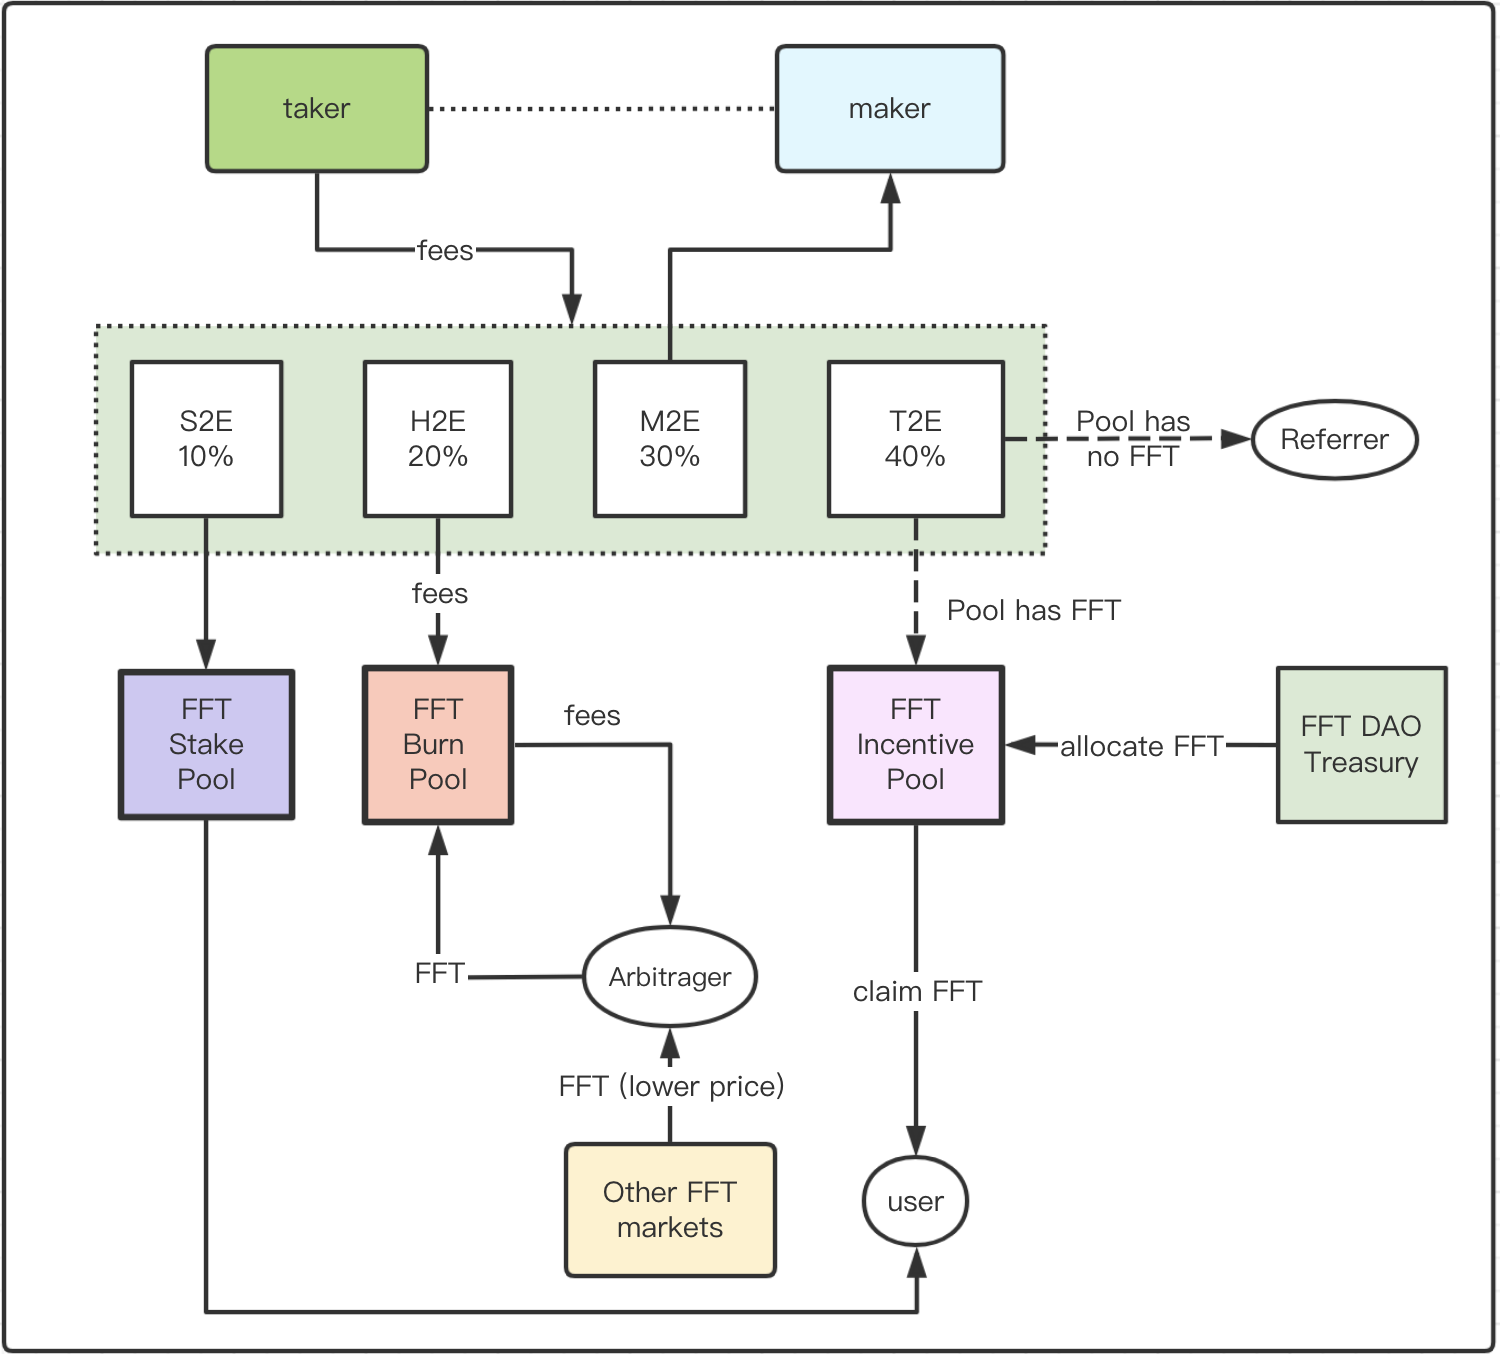 taker
maker
fees
S2E
10%
H2E
20%
M2E
30%
T2E
40%
Pool has
no FFT
Referrer
fees
Pool has FFT
FFT
Stake
Pool
FFT
Burn
Pool
fees
FFT
Incentive
Pool
allocate FFT
FFT DAO
Treasury
FFT
Arbitrager
claim FFT
FFT (lower price)
Other FFT
markets
user